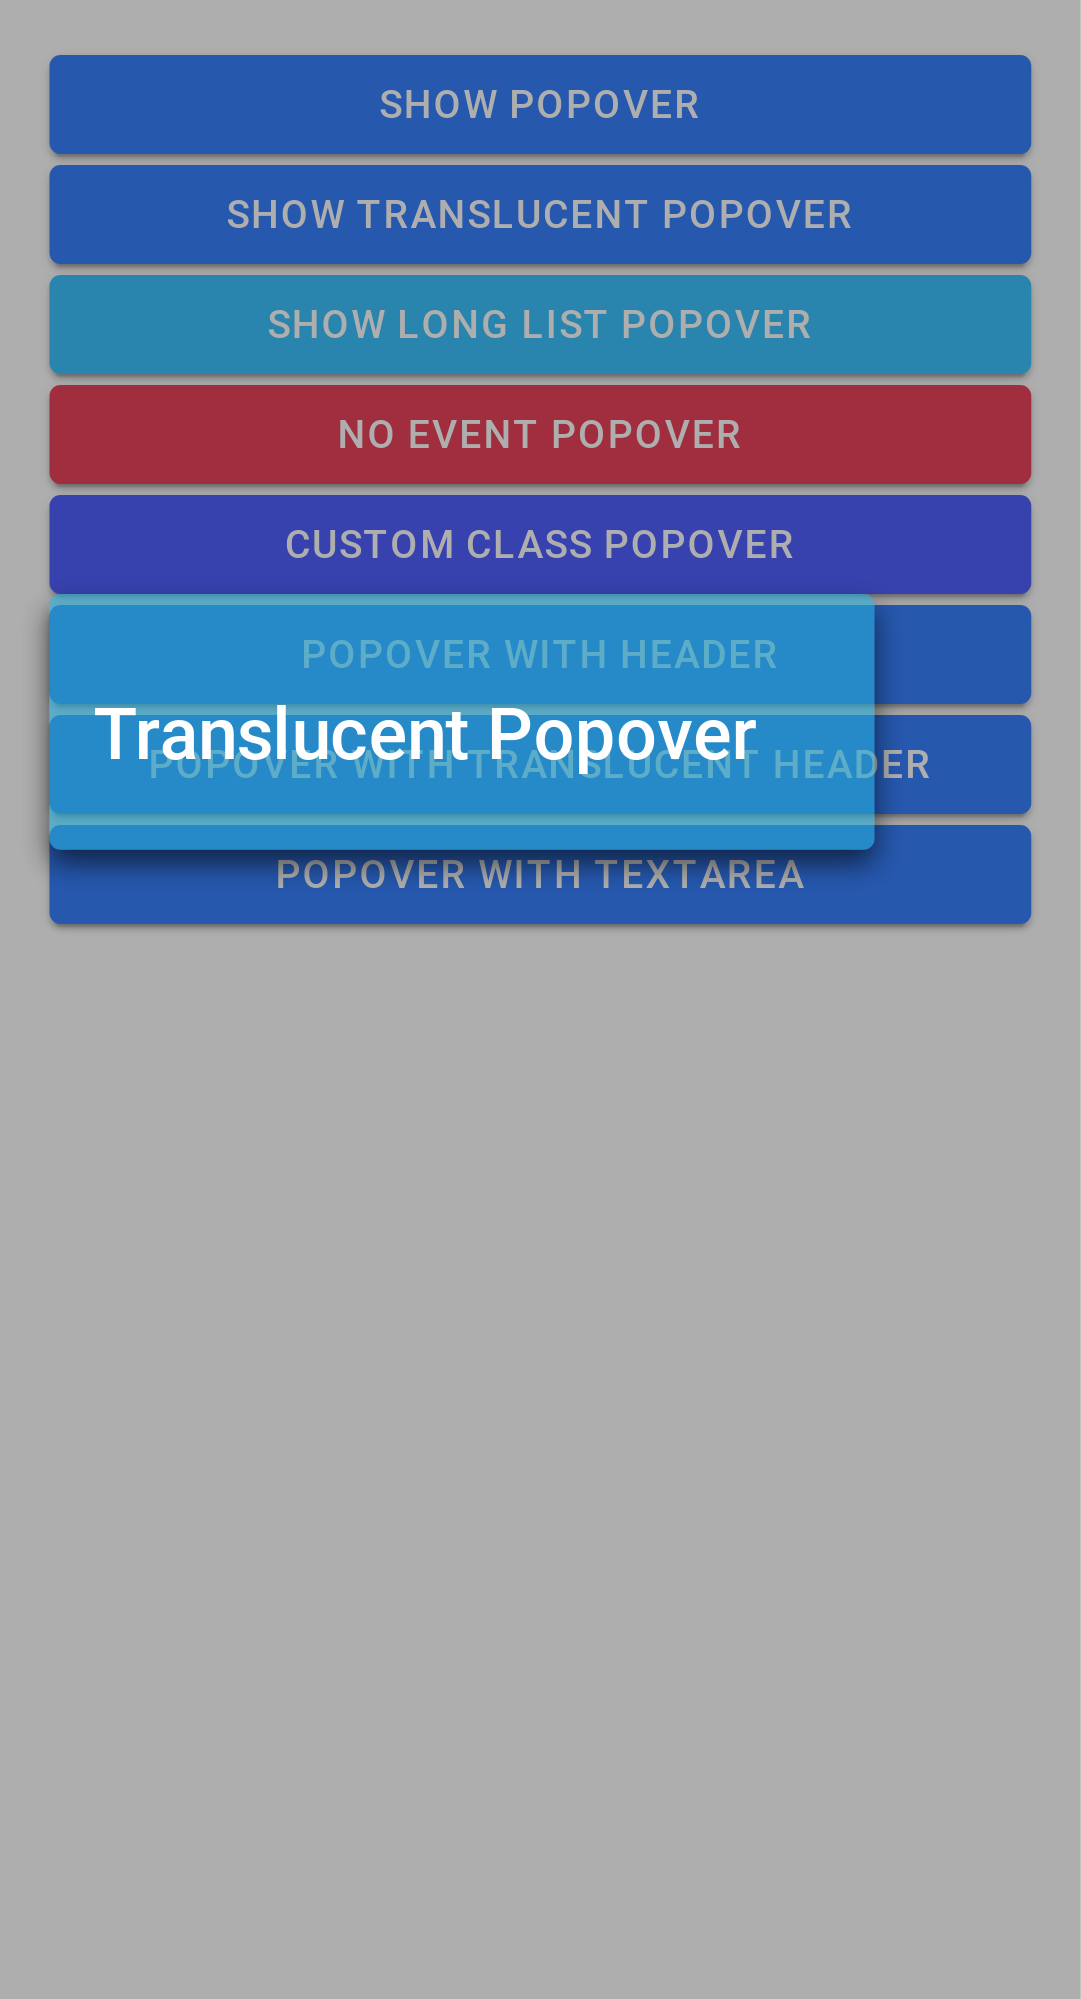 SHOW POPOVER
SHOW TRANSLUCENT POPOVER
SHOW LONG LIST POPOVER
NO EVENT POPOVER
CUSTOM CLASS POPOVER
POPOVER WITH HEADER
Translucent Popover
POPOVER WITH TRANSLUCENT HEADER
POPOVER WITH TEXTAREA